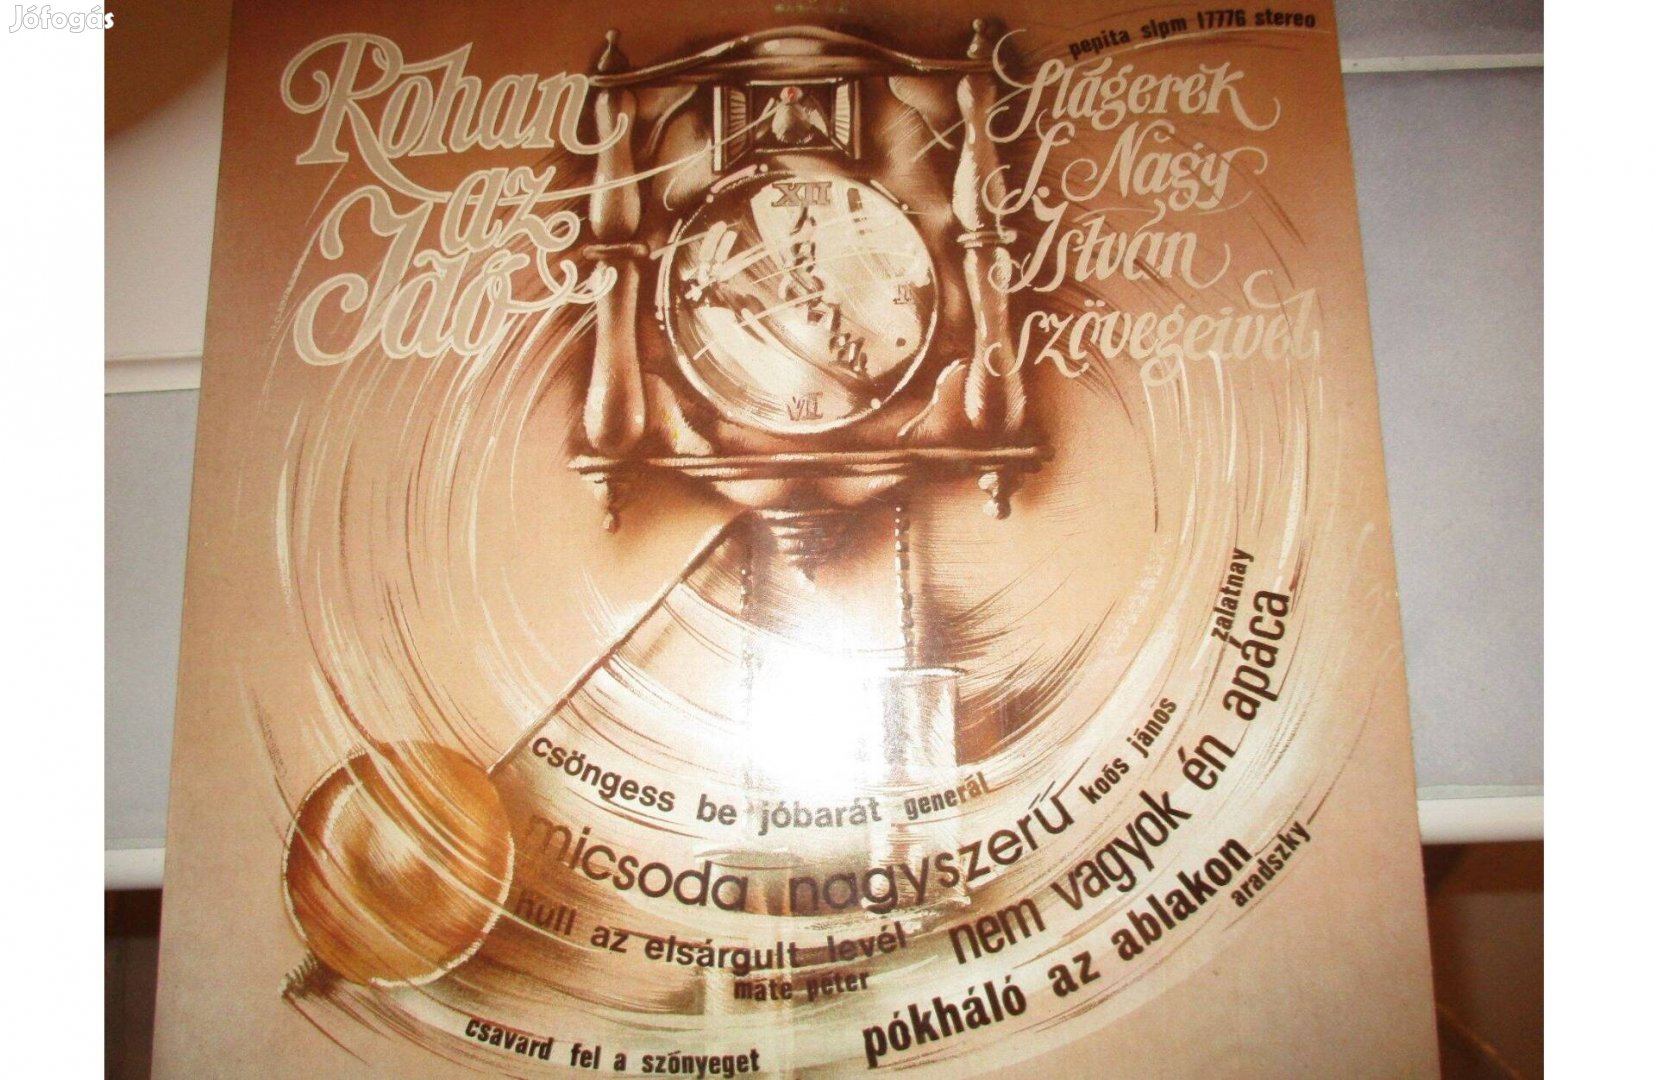 Jófogás
Rohan
az
Idő
pepita slpm 17776 stereo
Slágerek
S. Nagy
István
szövegeivel
XII
VII
csöngess be jóbarát generál
micsoda nagyszerű koós jános
hull az elsárgult levél
máté péter
nem vagyok én apáca
zalatnay
pókháló az ablakon
aradszky
csavard fel a szőnyeget